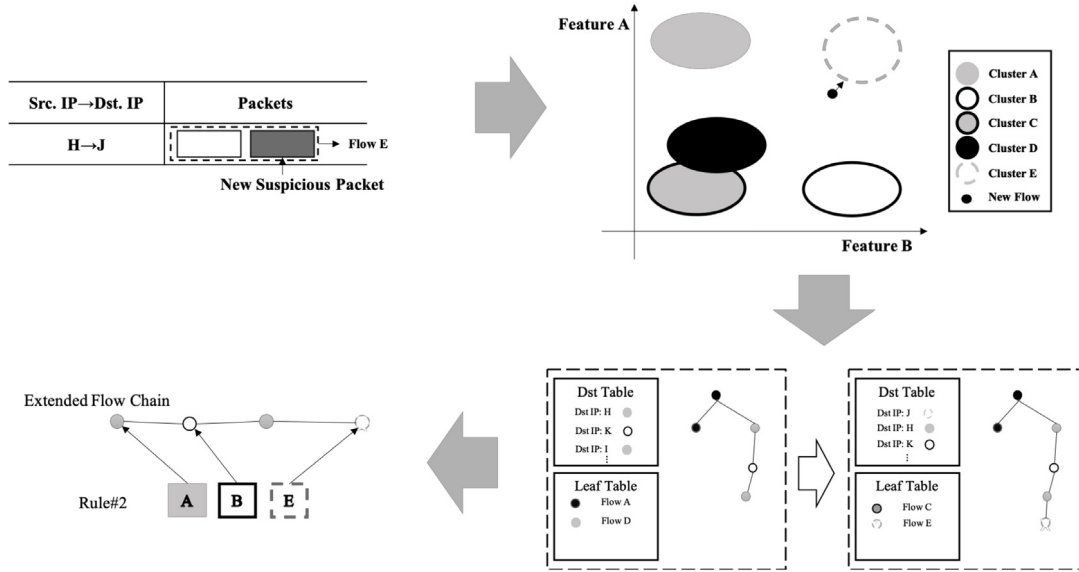 Src. IP→Dst. IP
Packets
H→J
Flow E
New Suspicious Packet
Feature A
Feature B
Cluster A
Cluster B
Cluster C
Cluster D
Cluster E
New Flow
Extended Flow Chain
Rule#2
A
B
E
Dst Table
Dst IP: H
Dst IP: K
Dst IP: I
⋮
Leaf Table
Flow A
Flow D
Dst Table
Dst IP: J
Dst IP: H
Dst IP: K
⋮
Leaf Table
Flow C
Flow E